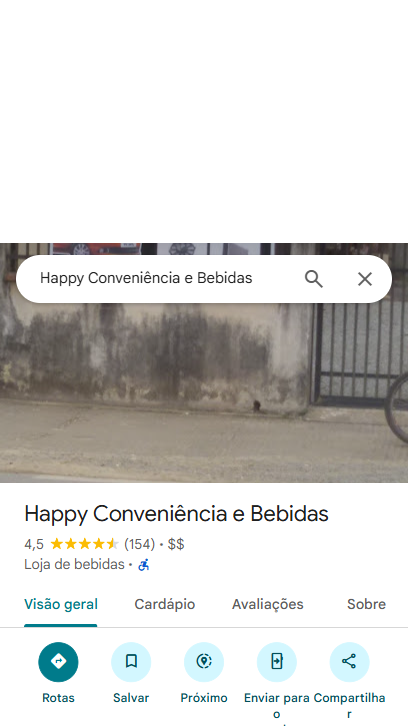 Happy Conveniência e Bebidas
Happy Conveniência e Bebidas
4,5 (154) • $$
Loja de bebidas •
Visão geral Cardápio Avaliações Sobre
Rotas Salvar Próximo Enviar para o Compartilhar